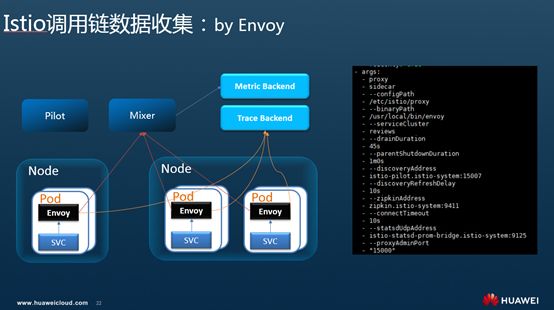 Istio调用链数据收集：by Envoy
Metric Backend
Pilot
Mixer
Trace Backend
Node
Pod
Envoy
SVC
Node
Pod
Envoy
SVC
Pod
Envoy
SVC
- args:
- proxy
- sidecar
- --configPath
- /etc/istio/proxy
- --binaryPath
- /usr/local/bin/envoy
- --serviceCluster
- reviews
- --drainDuration
- 45s
- --parentShutdownDuration
- 1m0s
- --discoveryAddress
- istio-pilot.istio-system:15007
- --discoveryRefreshDelay
- 10s
- --zipkinAddress
- zipkin.istio-system:9411
- --connectTimeout
- 10s
- --statsdUdpAddress
- istio-statsd-prom-bridge.istio-system:9125
- --proxyAdminPort
- "15000"
www.huaweicloud.com
22
HUAWEI